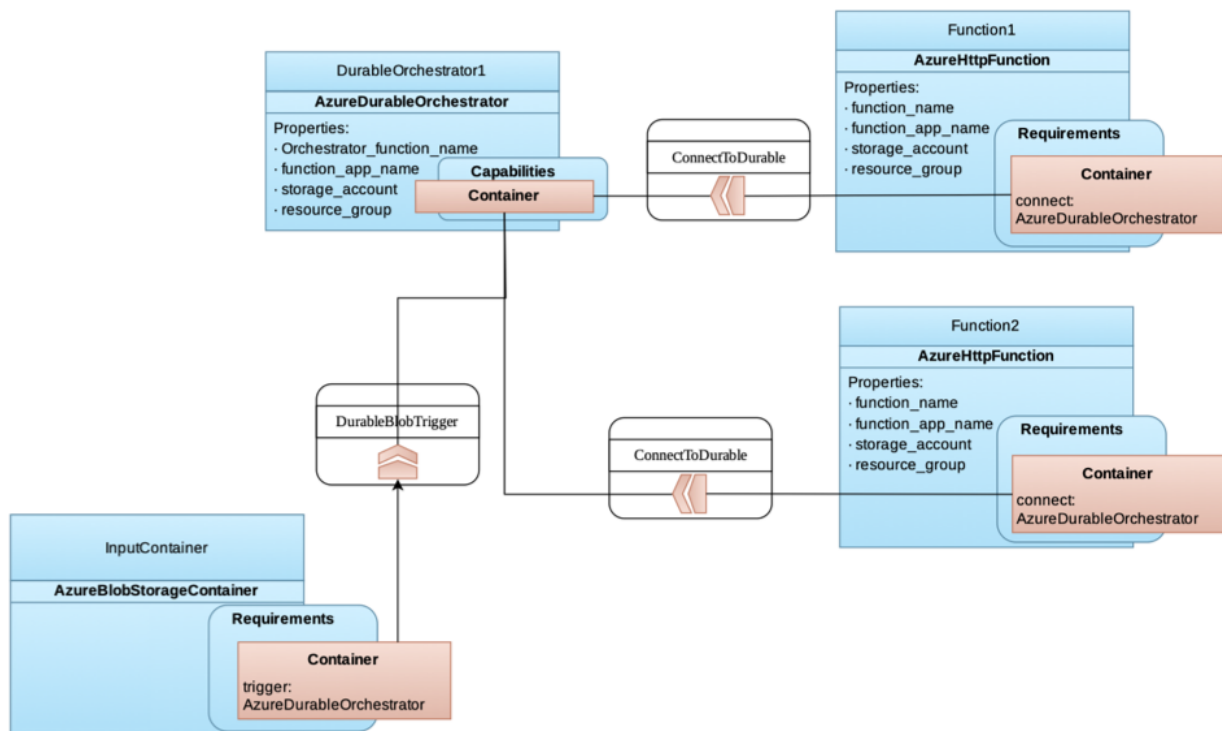 DurableOrchestrator1
AzureDurableOrchestrator
Properties:
· Orchestrator_function_name
· function_app_name
· storage_account
· resource_group
Capabilities
Container
ConnectToDurable
Function1
AzureHttpFunction
Properties:
· function_name
· function_app_name
· storage_account
· resource_group
Requirements
Container
connect:
AzureDurableOrchestrator
Function2
AzureHttpFunction
Properties:
· function_name
· function_app_name
· storage_account
· resource_group
Requirements
Container
connect:
AzureDurableOrchestrator
DurableBlobTrigger
ConnectToDurable
InputContainer
AzureBlobStorageContainer
Requirements
Container
trigger:
AzureDurableOrchestrator